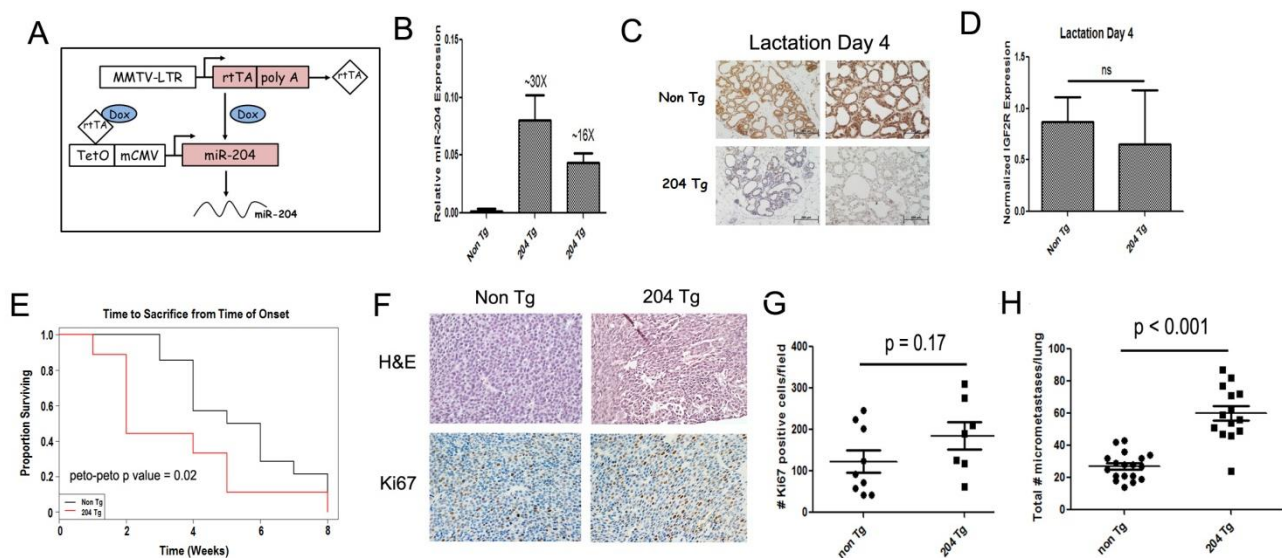 A
MMTV-LTR
rtTA
poly A
rtTA
Dox
Dox
rtTA
TetO
mCMV
miR-204
miR-204
B
Relative miR-204 Expression
0.15
0.10
0.05
0.00
~30X
~16X
Non Tg
204 Tg
204 Tg
C
Lactation Day 4
Non Tg
204 Tg
D
Lactation Day 4
ns
Normalized IGF2R Expression
1.5
1.0
0.5
0.0
Non Tg
204 Tg
E
Time to Sacrifice from Time of Onset
Proportion Surviving
1.0
0.8
0.6
0.4
0.2
0.0
peto-peto p value = 0.02
Non Tg
204 Tg
0
2
4
6
8
Time (Weeks)
F
Non Tg
204 Tg
H&E
Ki67
G
p = 0.17
# Ki67 positive cells/field
400
300
200
100
0
non Tg
204 Tg
H
p < 0.001
Total # micrometastases/lung
100
80
60
40
20
0
non Tg
204 Tg